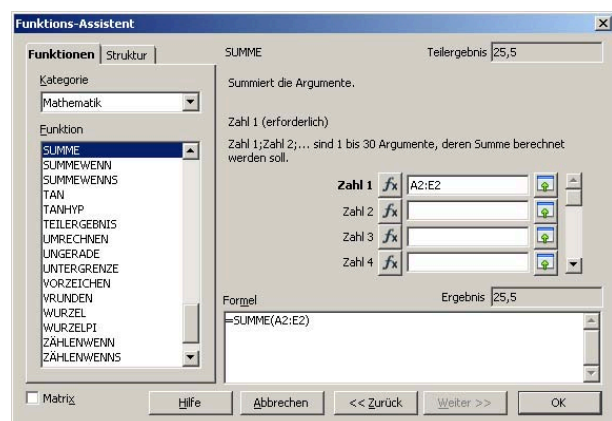 Funktions-Assistent
Funktionen Struktur
Kategorie
Mathematik
Funktion
SUMME
SUMMEWENN
SUMMEWENNS
TAN
TANHYP
TEILERGEBNIS
UMRECHNEN
UNGERADE
UNTERGRENZE
VORZEICHEN
VRUNDEN
WURZEL
WURZELPI
ZÄHLENWENN
ZÄHLENWENNS
SUMME Teilergebnis 25,5
Summiert die Argumente.
Zahl 1 (erforderlich)
Zahl 1;Zahl 2;... sind 1 bis 30 Argumente, deren Summe berechnet
werden soll.
Zahl 1 fx A2:E2
Zahl 2 fx
Zahl 3 fx
Zahl 4 fx
Formel Ergebnis 25,5
=SUMME(A2:E2)
Matrix Hilfe Abbrechen << Zurück Weiter >> OK